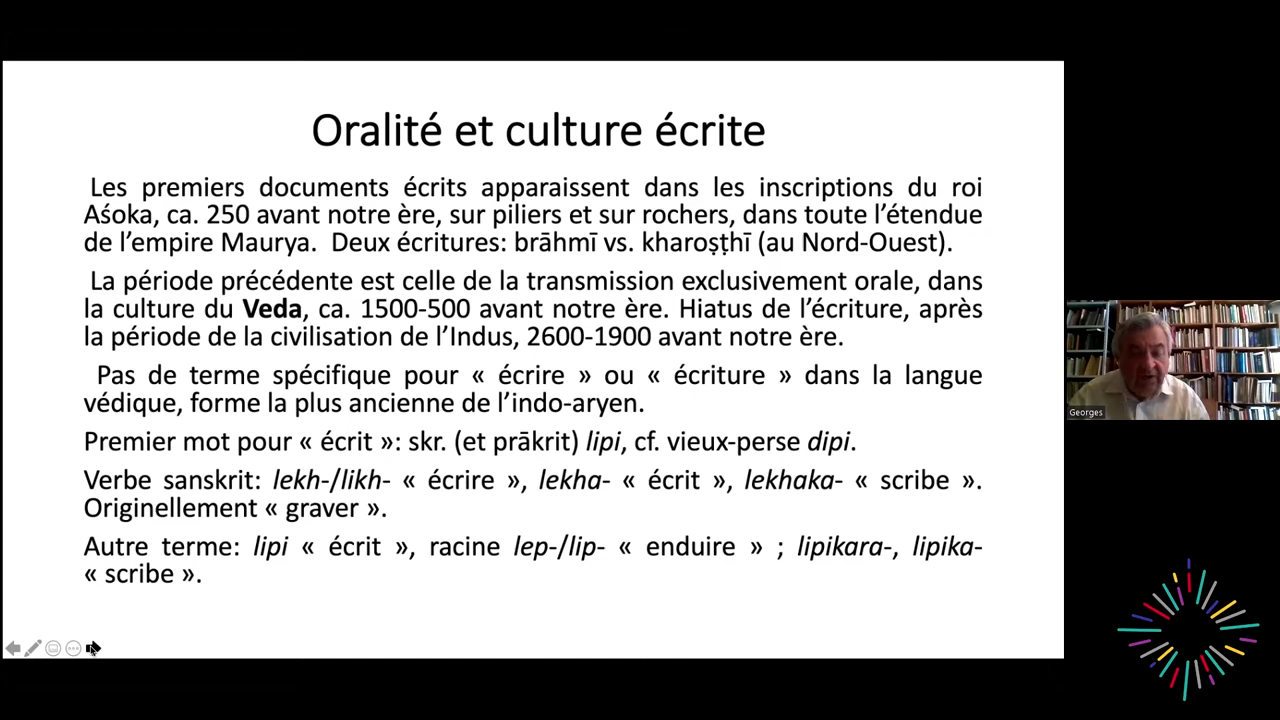 Oralité et culture écrite
Les premiers documents écrits apparaissent dans les inscriptions du roi
Aśoka, ca. 250 avant notre ère, sur piliers et sur rochers, dans toute l’étendue
de l’empire Maurya. Deux écritures: brāhmī vs. kharoṣṭhī (au Nord-Ouest).
La période précédente est celle de la transmission exclusivement orale, dans
la culture du Veda, ca. 1500-500 avant notre ère. Hiatus de l’écriture, après
la période de la civilisation de l’Indus, 2600-1900 avant notre ère.
Pas de terme spécifique pour « écrire » ou « écriture » dans la langue
védique, forme la plus ancienne de l’indo-aryen.
Premier mot pour « écrit »: skr. (et prākrit) lipi, cf. vieux-perse dipi.
Verbe sanskrit: lekh-/likh- « écrire », lekha- « écrit », lekhaka- « scribe ».
Originellement « graver ».
Autre terme: lipi « écrit », racine lep-/lip- « enduire » ; lipikara-, lipika-
« scribe ».
Georges